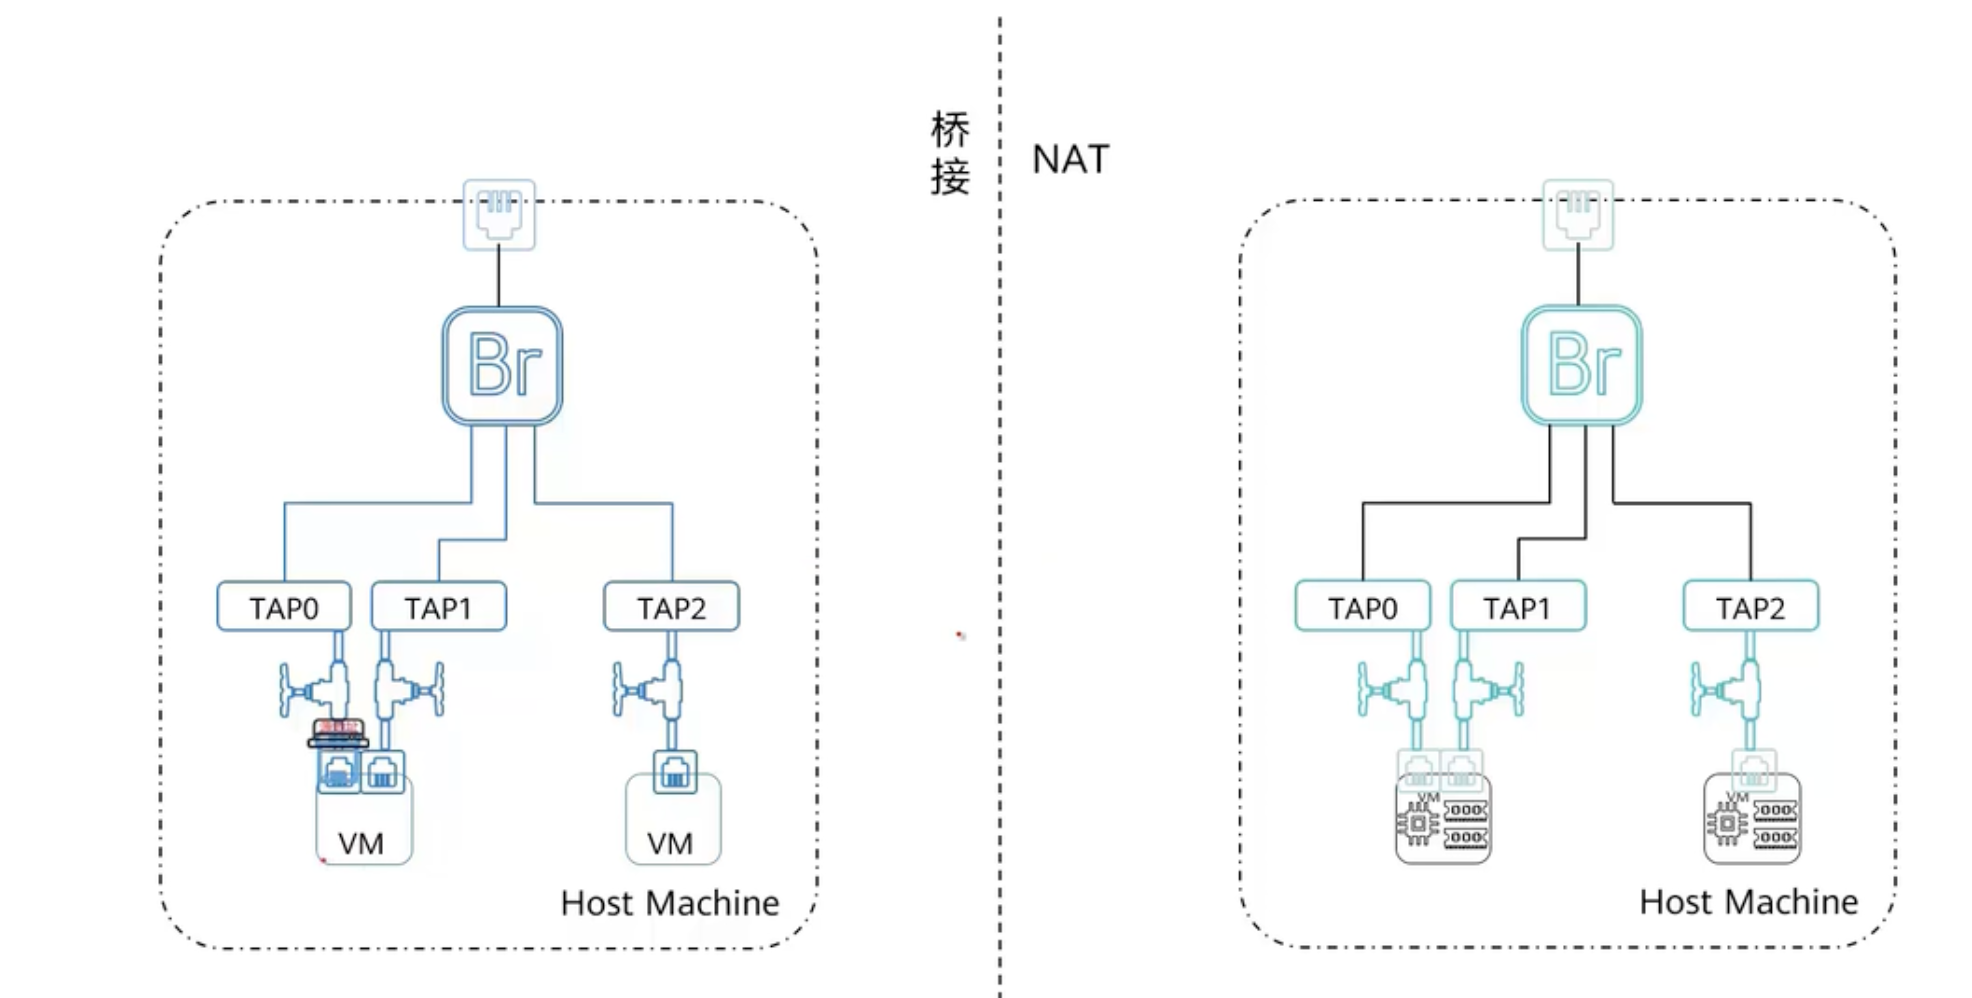 桥
接
NAT
Br
TAP0
TAP1
TAP2
VM
VM
Host Machine
Br
TAP0
TAP1
TAP2
VM
VM
Host Machine